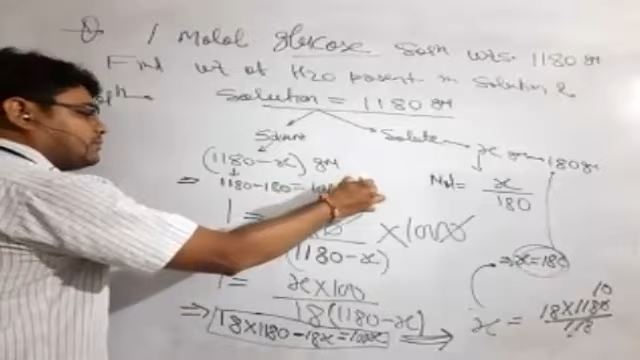 1 Molal glucose Soln wts. 1180 gm
Find wt of H2O present in Solution
Solution = 1180 gm
Solvent Solute → x gm 180 gm
(1180-x) gm
= 1180-180=
Mol = x/180
1 = ×1000
(1180-x)
⇒ x=180
1 = x×100/18(1180-x)
⇒ 18×1180-18x=100x ⇒ x = 18×1180/118 10